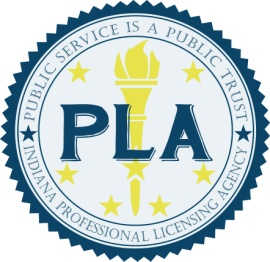 PUBLIC SERVICE IS A PUBLIC TRUST
PLA
INDIANA PROFESSIONAL LICENSING AGENCY